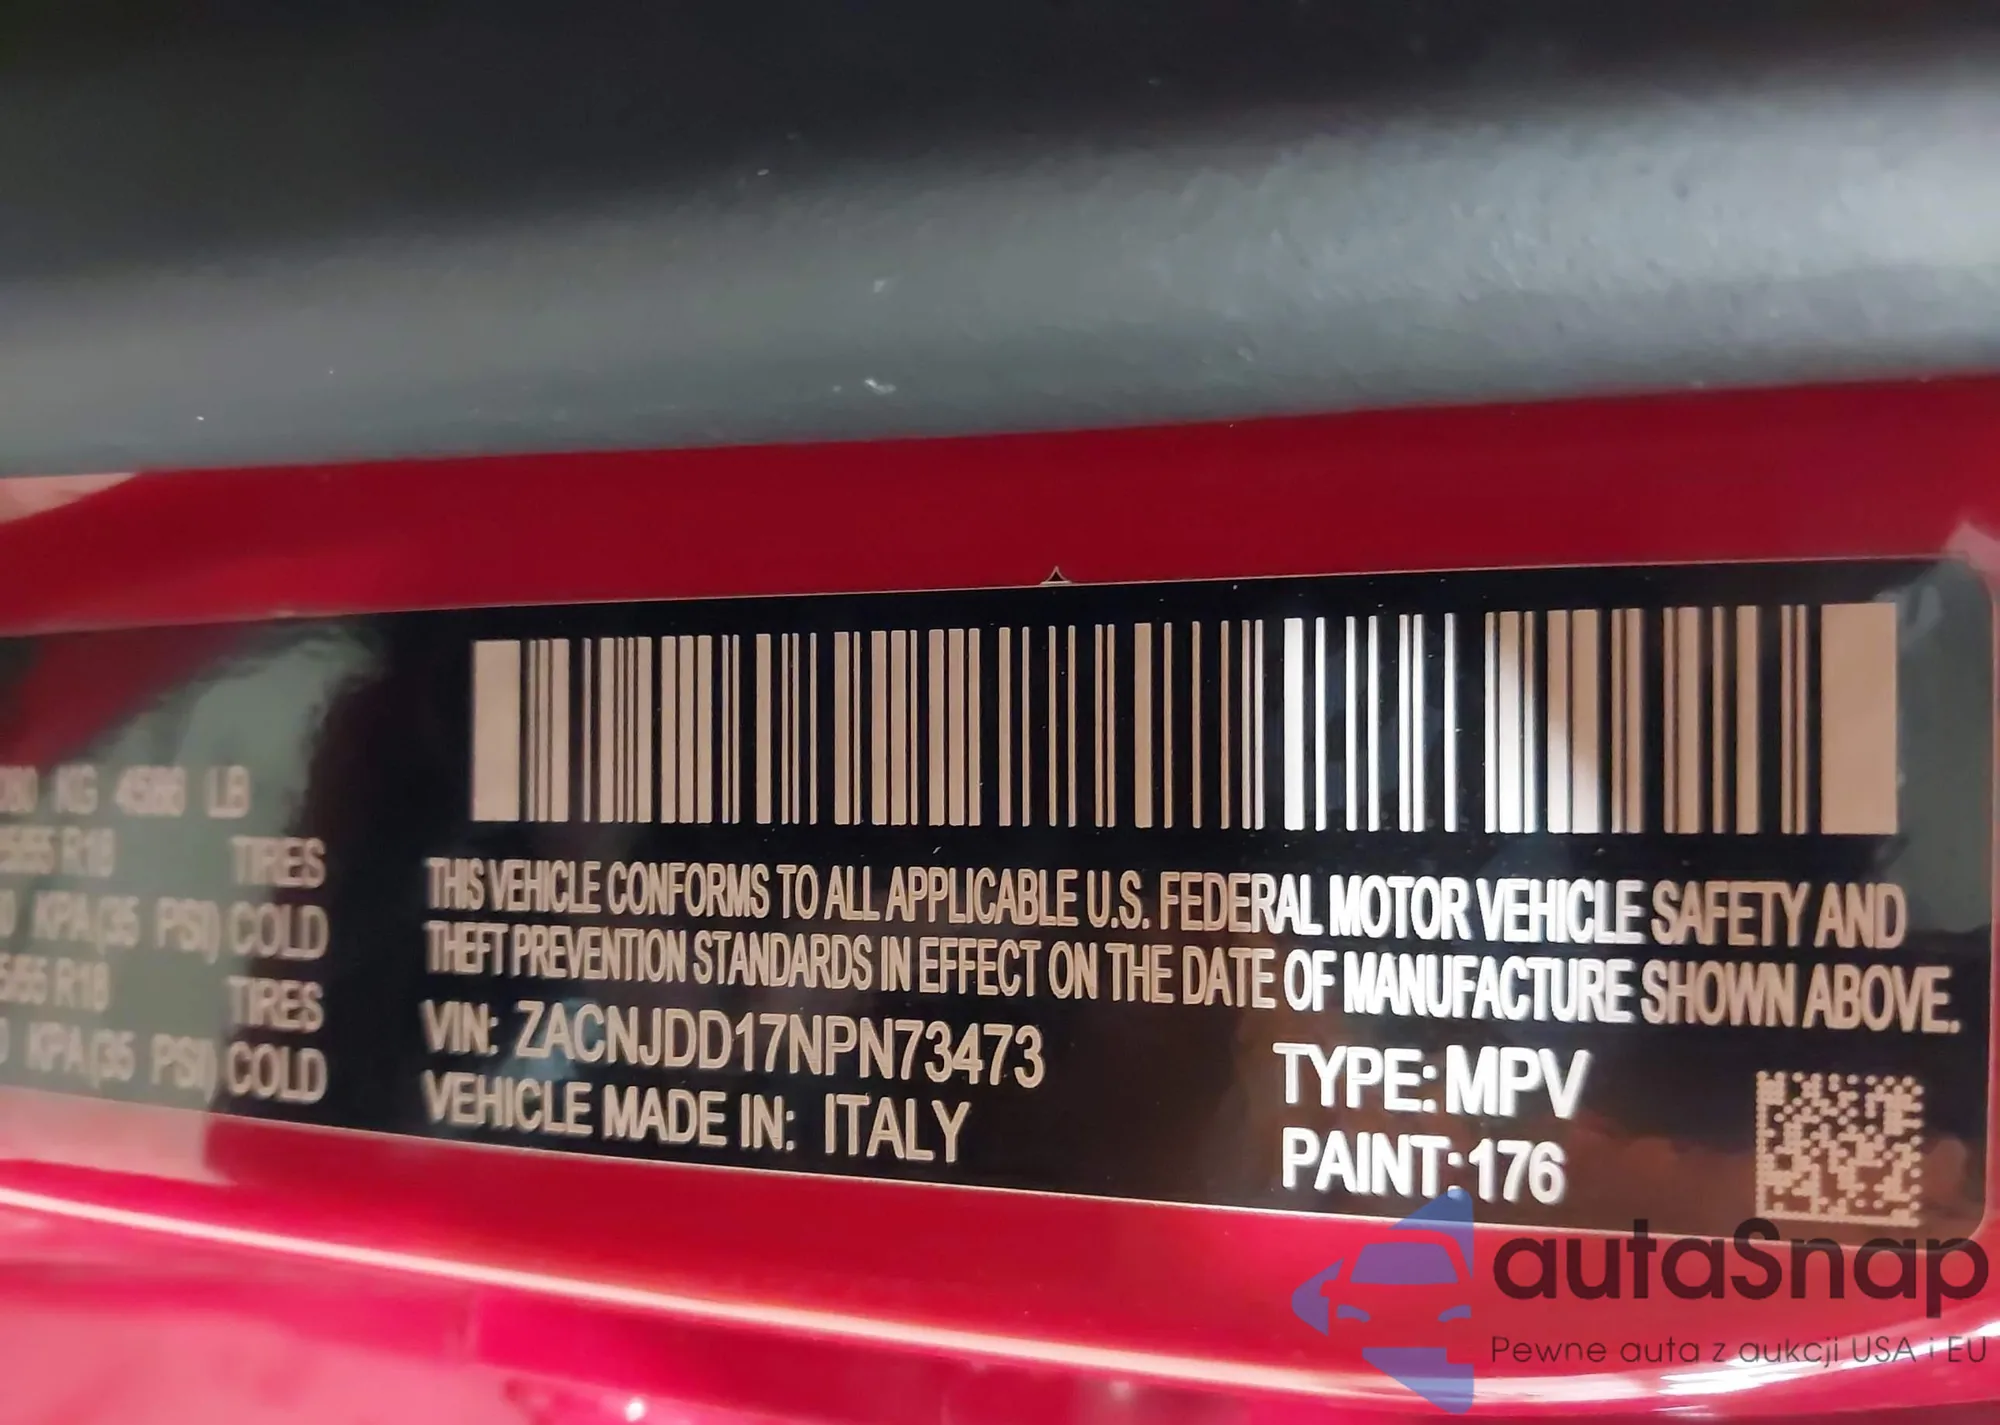 KG 4586 LB
R18 TIRES
KPA(35 PSI) COLD
R18 TIRES
KPA(35 PSI) COLD
THIS VEHICLE CONFORMS TO ALL APPLICABLE U.S. FEDERAL MOTOR VEHICLE SAFETY AND
THEFT PREVENTION STANDARDS IN EFFECT ON THE DATE OF MANUFACTURE SHOWN ABOVE.
VIN: ZACNJDD17NPN73473
TYPE: MPV
VEHICLE MADE IN: ITALY
PAINT: 176
autaSnap
Pewne auta z aukcji USA i EU